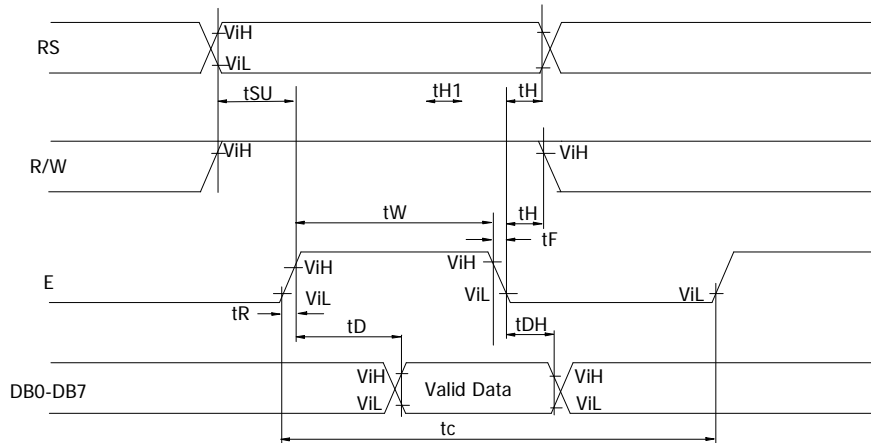 ViH
RS
ViL
tSU
tH1
tH
ViH
ViH
R/W
tW
tH
tF
ViH
ViH
E
ViL
ViL
ViL
tR
tD
tDH
ViH
ViH
DB0-DB7
Valid Data
ViL
ViL
tc